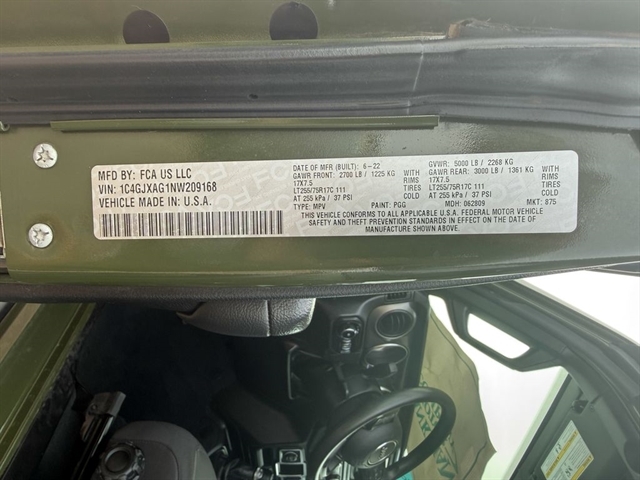 MFD BY: FCA US LLC
VIN: 1C4GJXAG1NW209168
VEHICLE MADE IN: U.S.A.
DATE OF MFR (BUILT): 6-22
GAWR FRONT: 2700 LB / 1225 KG
RIMS
17X7.5
TIRES
LT255/75R17C 111
AT 255 KPA / 37 PSI
TYPE: MPV
GVWR: 5000 LB / 2268 KG
GAWR REAR: 3000 LB / 1361 KG
RIMS
17X7.5
TIRES
LT255/75R17C 111
AT 255 KPA / 37 PSI
PAINT: PGG
MDH: 062809
MKT: 875
THIS VEHICLE CONFORMS TO ALL APPLICABLE U.S.A. FEDERAL MOTOR VEHICLE
SAFETY AND THEFT PREVENTION STANDARDS IN EFFECT ON THE DATE OF
MANUFACTURE SHOWN ABOVE.